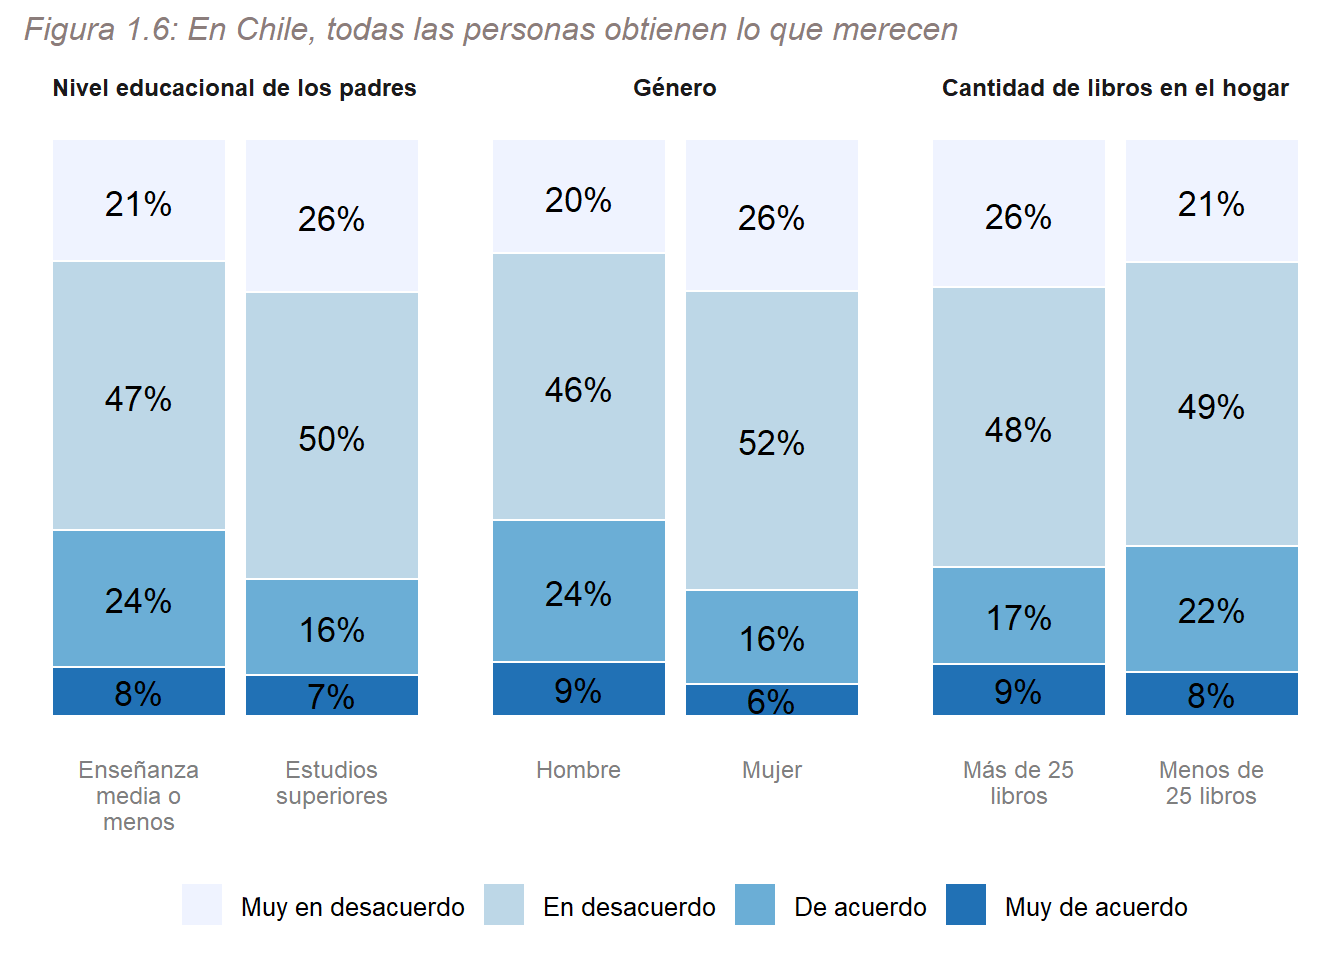 Figura 1.6: En Chile, todas las personas obtienen lo que merecen
Nivel educacional de los padres
21%
26%
47%
50%
24%
16%
8%
7%
Enseñanza
media o
menos
Estudios
superiores
Género
20%
26%
46%
52%
24%
16%
9%
6%
Hombre
Mujer
Cantidad de libros en el hogar
26%
21%
48%
49%
17%
22%
9%
8%
Más de 25
libros
Menos de
25 libros
Muy en desacuerdo
En desacuerdo
De acuerdo
Muy de acuerdo